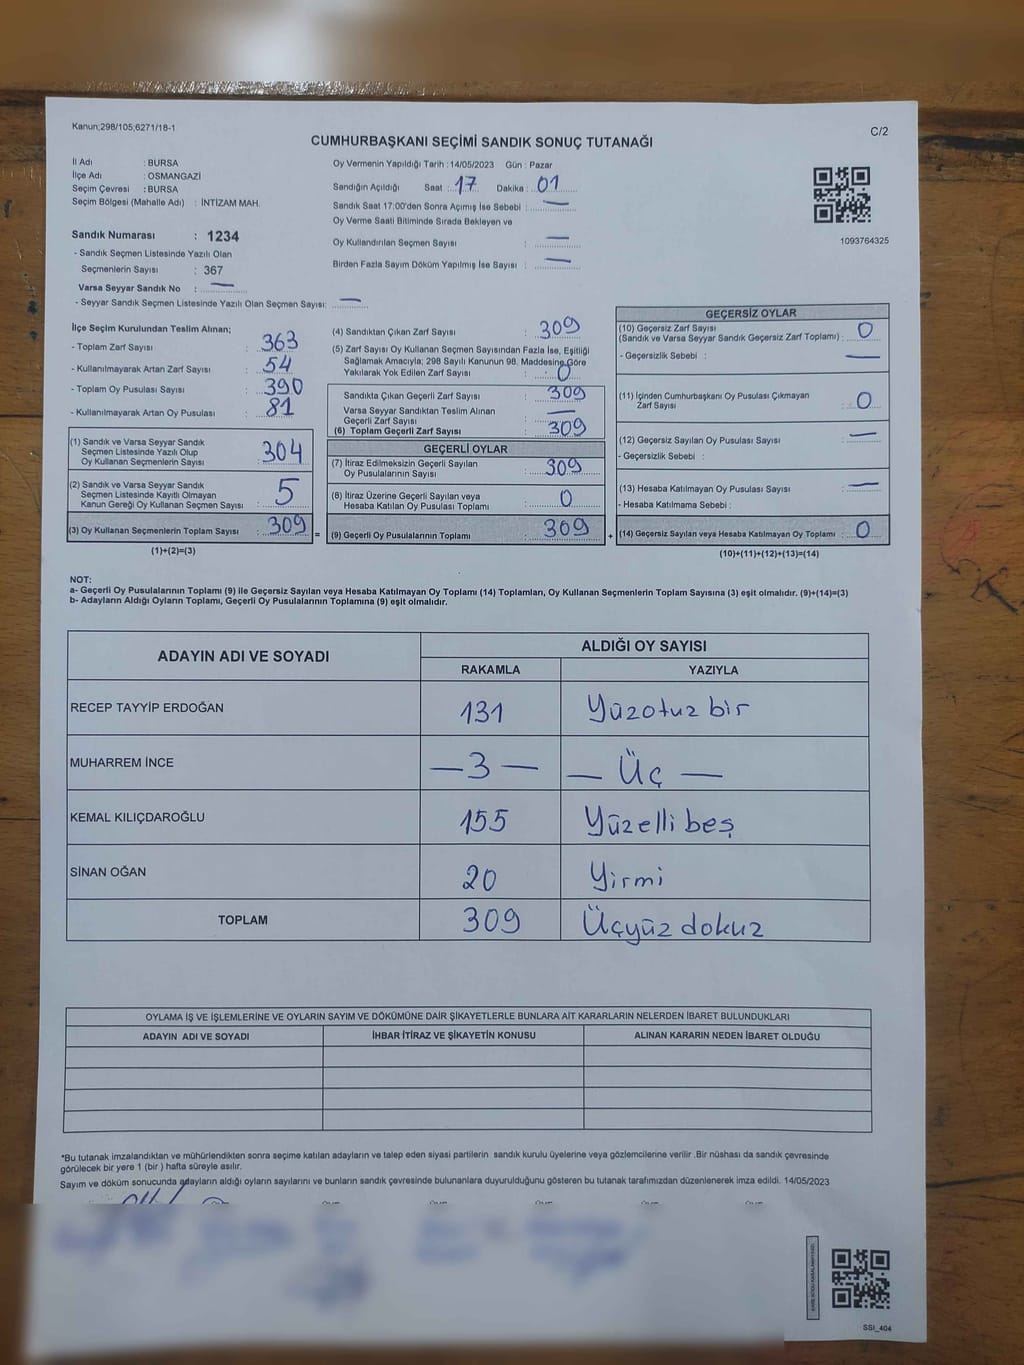 Kanun;298/105;6271/18-1
C/2
CUMHURBAŞKANI SEÇİMİ SANDIK SONUÇ TUTANAĞI
İl Adı : BURSA
İlçe Adı : OSMANGAZİ
Seçim Çevresi : BURSA
Seçim Bölgesi (Mahalle Adı) : İNTİZAM MAH.
Sandık Numarası : 1234
- Sandık Seçmen Listesinde Yazılı Olan
Seçmenlerin Sayısı : 367
Varsa Seyyar Sandık No : —
- Seyyar Sandık Seçmen Listesinde Yazılı Olan Seçmen Sayısı: —
Oy Vermenin Yapıldığı Tarih : 14/05/2023 Gün : Pazar
Sandığın Açıldığı Saat : 17 Dakika : 01
Sandık Saat 17:00'den Sonra Açımış İse Sebebi : —
Oy Verme Saati Bitiminde Sırada Bekleyen ve
Oy Kullandırılan Seçmen Sayısı : —
Birden Fazla Sayım Döküm Yapılmış İse Sayısı : —
1093764325
İlçe Seçim Kurulundan Teslim Alınan;
- Toplam Zarf Sayısı : 363
- Kullanılmayarak Artan Zarf Sayısı : 54
- Toplam Oy Pusulası Sayısı : 390
- Kullanılmayarak Artan Oy Pusulası : 81
(1) Sandık ve Varsa Seyyar Sandık
Seçmen Listesinde Yazılı Olup
Oy Kullanan Seçmenlerin Sayısı : 304
(2) Sandık ve Varsa Seyyar Sandık
Seçmen Listesinde Kayıtlı Olmayan
Kanun Gereği Oy Kullanan Seçmen Sayısı : 5
(3) Oy Kullanan Seçmenlerin Toplam Sayısı : 309 =
(1)+(2)=(3)
(4) Sandıktan Çıkan Zarf Sayısı : 309
(5) Zarf Sayısı Oy Kullanan Seçmen Sayısından Fazla İse, Eşitliği
Sağlamak Amacıyla, 298 Sayılı Kanunun 98. Maddesine Göre
Yakılarak Yok Edilen Zarf Sayısı : 0
Sandıkta Çıkan Geçerli Zarf Sayısı : 309
Varsa Seyyar Sandıktan Teslim Alınan
Geçerli Zarf Sayısı : —
(6) Toplam Geçerli Zarf Sayısı : 309
GEÇERLİ OYLAR
(7) İtiraz Edilmeksizin Geçerli Sayılan
Oy Pusulalarının Sayısı : 309
(8) İtiraz Üzerine Geçerli Sayılan veya
Hesaba Katılan Oy Pusulası Toplamı : 0
(9) Geçerli Oy Pusulalarının Toplamı : 309 +
GEÇERSİZ OYLAR
(10) Geçersiz Zarf Sayısı
(Sandık ve Varsa Seyyar Sandık Geçersiz Zarf Toplamı) : 0
- Geçersizlik Sebebi : —
(11) İçinden Cumhurbaşkanı Oy Pusulası Çıkmayan
Zarf Sayısı : 0
(12) Geçersiz Sayılan Oy Pusulası Sayısı : —
- Geçersizlik Sebebi :
(13) Hesaba Katılmayan Oy Pusulası Sayısı : —
- Hesaba Katılmama Sebebi :
(14) Geçersiz Sayılan veya Hesaba Katılmayan Oy Toplamı : 0
(10)+(11)+(12)+(13)=(14)
NOT:
a- Geçerli Oy Pusulalarının Toplamı (9) ile Geçersiz Sayılan veya Hesaba Katılmayan Oy Toplamı (14) Toplamları, Oy Kullanan Seçmenlerin Toplam Sayısına (3) eşit olmalıdır. (9)+(14)=(3)
b- Adayların Aldığı Oyların Toplamı, Geçerli Oy Pusulalarının Toplamına (9) eşit olmalıdır.
ADAYIN ADI VE SOYADI ALDIĞI OY SAYISI
RAKAMLA YAZIYLA
RECEP TAYYİP ERDOĞAN 131 Yüzotuz bir
MUHARREM İNCE —3— — Üç —
KEMAL KILIÇDAROĞLU 155 Yüzelli beş
SİNAN OĞAN 20 Yirmi
TOPLAM 309 Üçyüz dokuz
OYLAMA İŞ VE İŞLEMLERİNE VE OYLARIN SAYIM VE DÖKÜMÜNE DAİR ŞİKAYETLERLE BUNLARA AİT KARARLARIN NELERDEN İBARET BULUNDUKLARI
ADAYIN ADI VE SOYADI İHBAR İTİRAZ VE ŞİKAYETİN KONUSU ALINAN KARARIN NEDEN İBARET OLDUĞU
*Bu tutanak imzalandıktan ve mühürlendikten sonra seçime katılan adayların ve talep eden siyasi partilerin sandık kurulu üyelerine veya gözlemcilerine verilir .Bir nüshası da sandık çevresinde
görülecek bir yere 1 (bir ) hafta süreyle asılır.
Sayım ve döküm sonucunda adayların aldığı oyların sayılarını ve bunların sandık çevresinde bulunanlara duyurulduğunu gösteren bu tutanak tarafımızdan düzenlenerek imza edildi. 14/05/2023
SSI_404